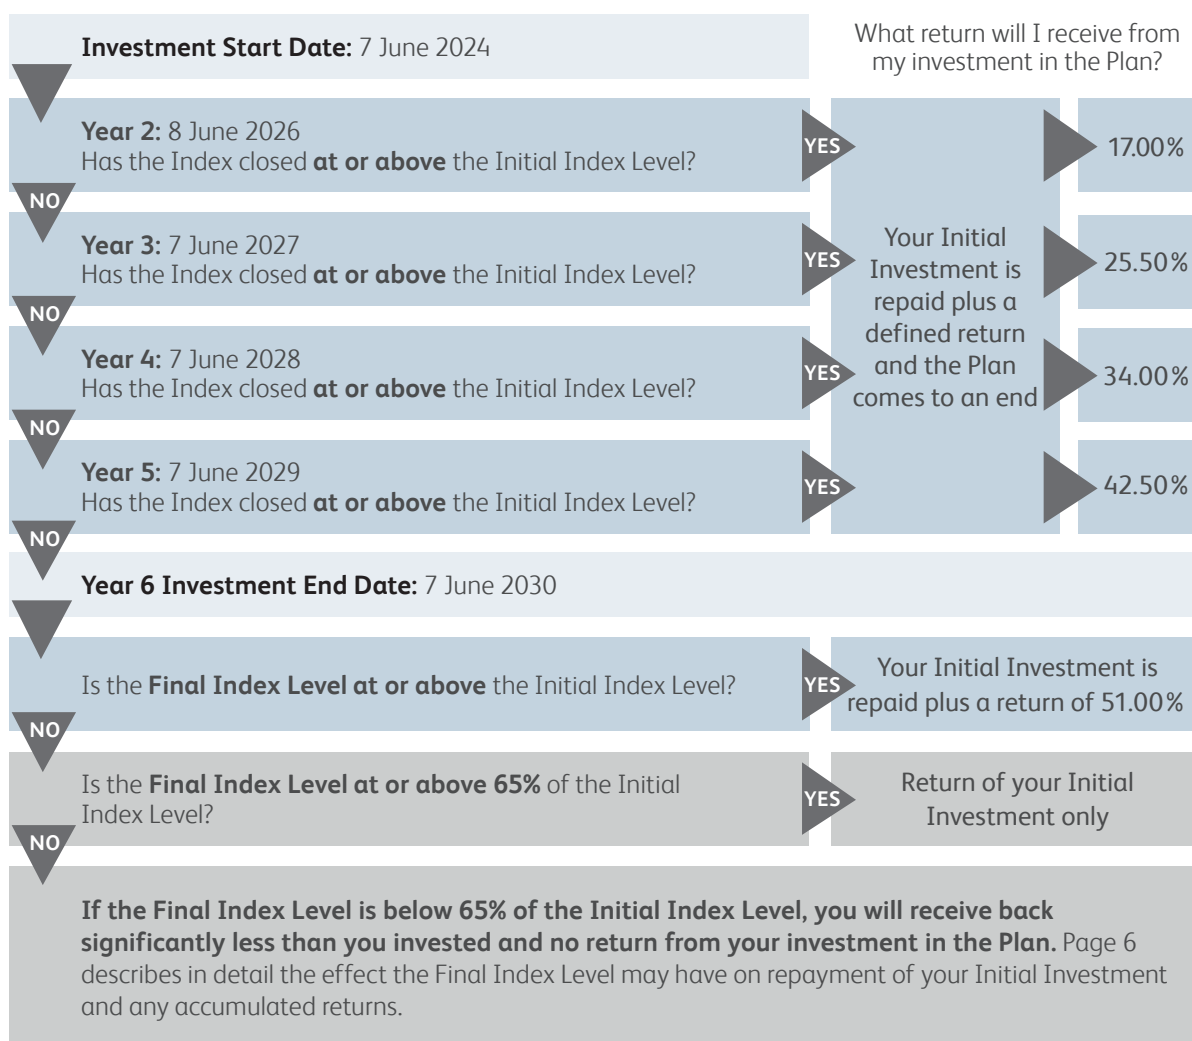 Investment Start Date: 7 June 2024
What return will I receive from
my investment in the Plan?
Year 2: 8 June 2026
Has the Index closed at or above the Initial Index Level?
YES
17.00%
NO
Year 3: 7 June 2027
Has the Index closed at or above the Initial Index Level?
YES
25.50%
NO
Year 4: 7 June 2028
Has the Index closed at or above the Initial Index Level?
YES
34.00%
NO
Year 5: 7 June 2029
Has the Index closed at or above the Initial Index Level?
YES
42.50%
Your Initial
Investment is
repaid plus a
defined return
and the Plan
comes to an end
NO
Year 6 Investment End Date: 7 June 2030
Is the Final Index Level at or above the Initial Index Level?
YES
Your Initial Investment is
repaid plus a return of 51.00%
NO
Is the Final Index Level at or above 65% of the Initial
Index Level?
YES
Return of your Initial
Investment only
NO
If the Final Index Level is below 65% of the Initial Index Level, you will receive back
significantly less than you invested and no return from your investment in the Plan. Page 6
describes in detail the effect the Final Index Level may have on repayment of your Initial Investment
and any accumulated returns.